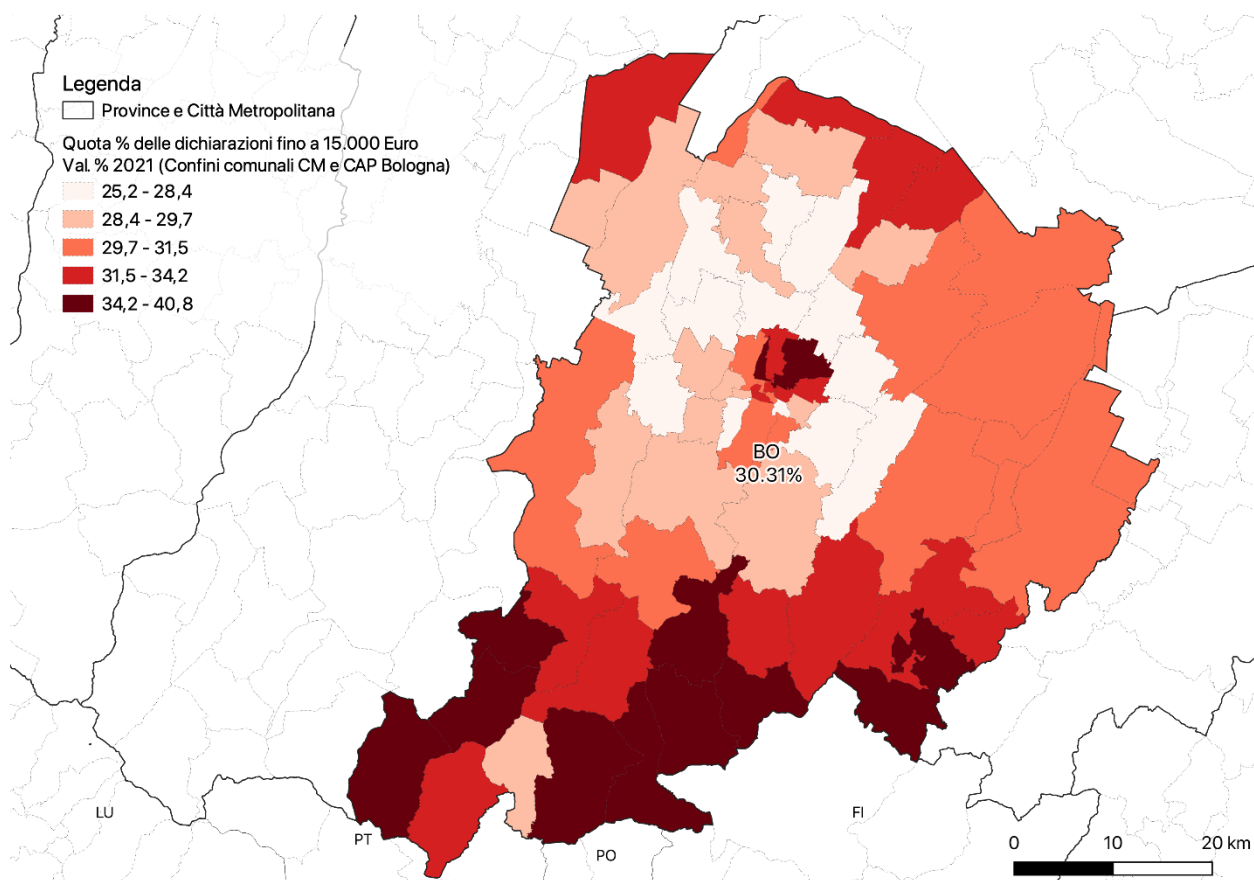 Legenda
Province e Città Metropolitana
Quota % delle dichiarazioni fino a 15.000 Euro
Val. % 2021 (Confini comunali CM e CAP Bologna)
25,2 - 28,4
28,4 - 29,7
29,7 - 31,5
31,5 - 34,2
34,2 - 40,8
BO
30.31%
LU
PT
PO
FI
0 10 20 km